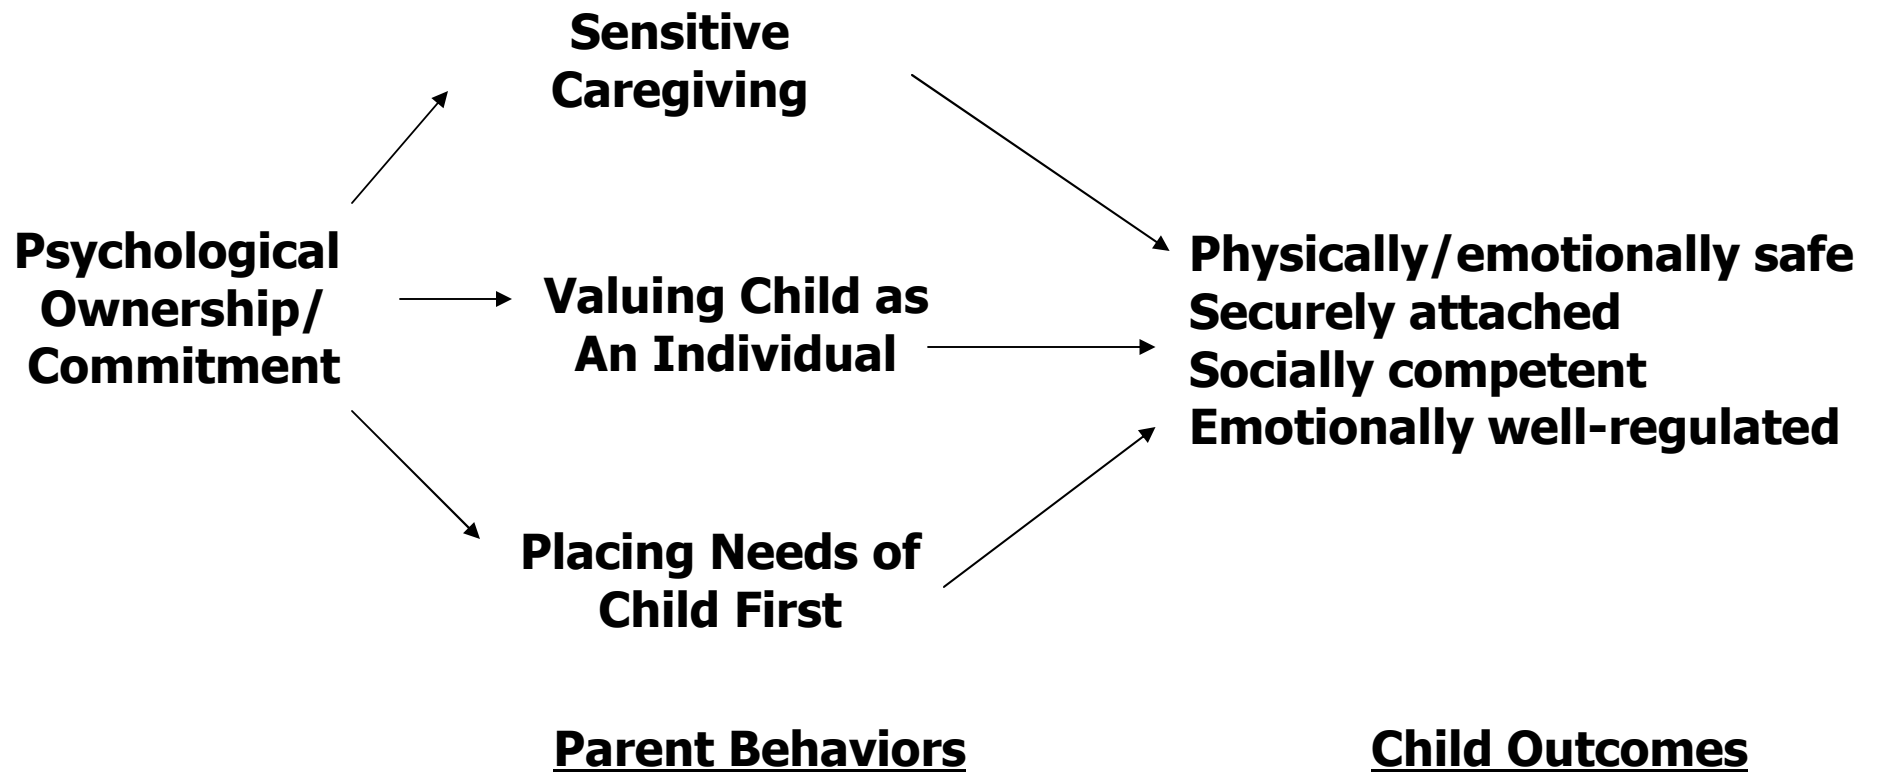 Sensitive
Caregiving
Psychological
Ownership/
Commitment
Valuing Child as
An Individual
Placing Needs of
Child First
Physically/emotionally safe
Securely attached
Socially competent
Emotionally well-regulated
Parent Behaviors
Child Outcomes